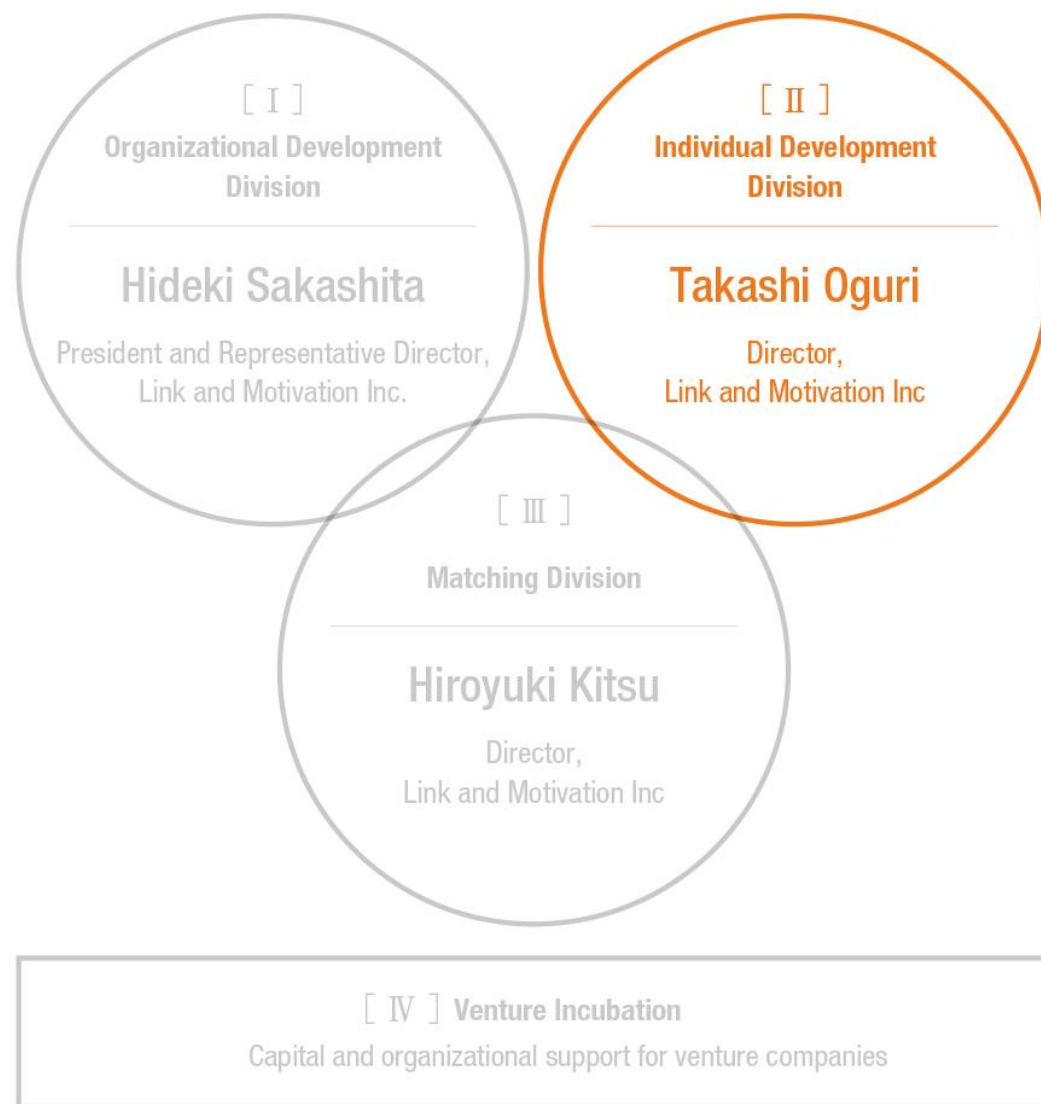 [ Ⅰ ]
Organizational Development
Division
Hideki Sakashita
President and Representative Director,
Link and Motivation Inc.
[ Ⅱ ]
Individual Development
Division
Takashi Oguri
Director,
Link and Motivation Inc
[ Ⅲ ]
Matching Division
Hiroyuki Kitsu
Director,
Link and Motivation Inc
[ Ⅳ ] Venture Incubation
Capital and organizational support for venture companies